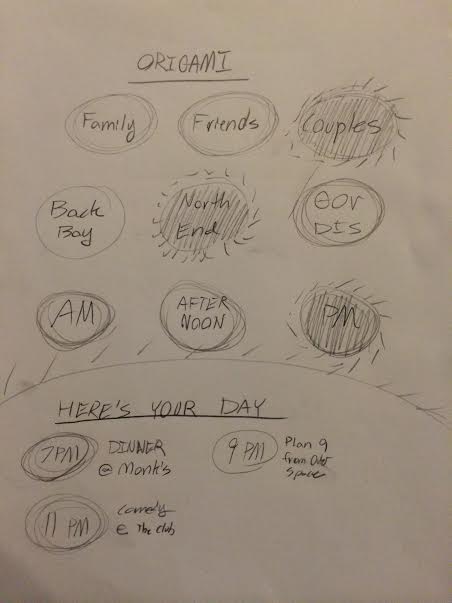 ORIGAMI
Family Friends Couples
Back Bay North End GOV DIS
AM AFTER NOON PM
HERE'S YOUR DAY
7PM DINNER @ Monk's
9 PM Plan 9 from Outer Space
11 PM Comedy @ The Club